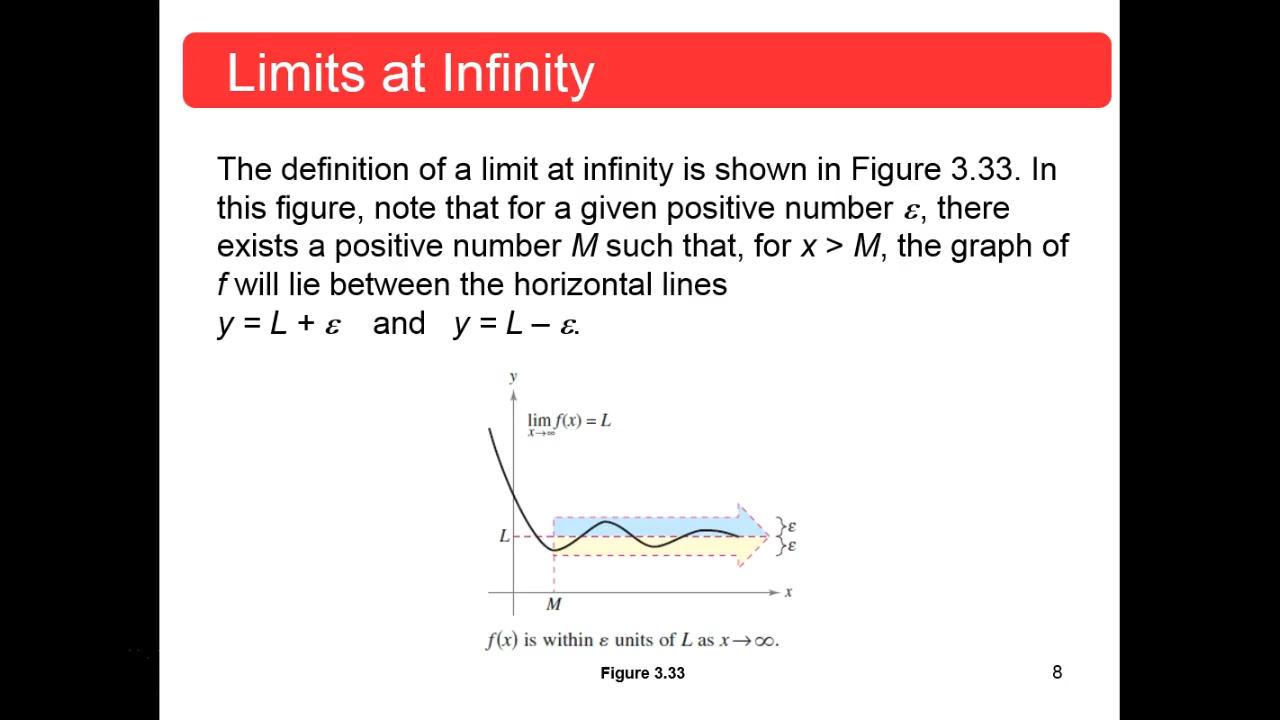 Limits at Infinity
The definition of a limit at infinity is shown in Figure 3.33. In
this figure, note that for a given positive number ε, there
exists a positive number M such that, for x > M, the graph of
f will lie between the horizontal lines
y = L + ε and y = L – ε.
y
lim f(x) = L
x→∞
ε
L
ε
x
M
f(x) is within ε units of L as x→∞.
Figure 3.33
8